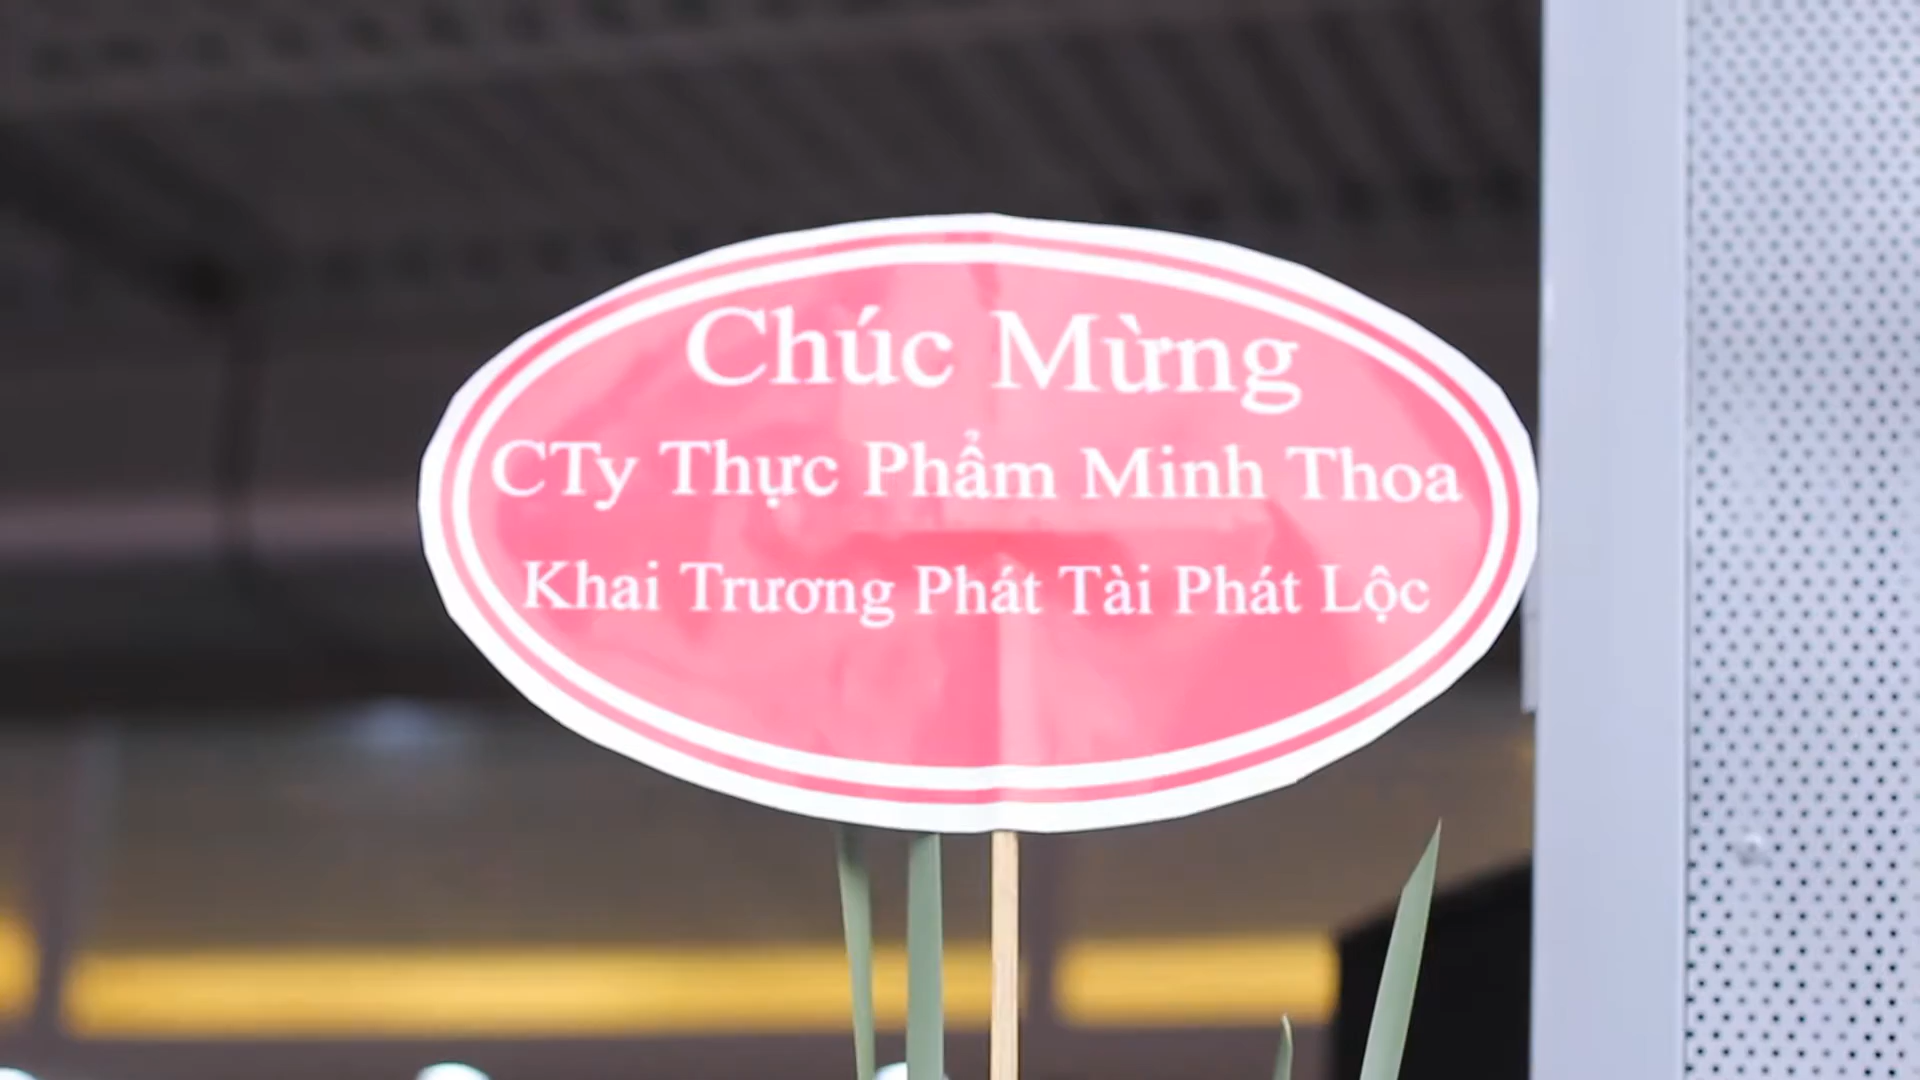 Chúc Mừng
CTy Thực Phẩm Minh Thoa
Khai Trương Phát Tài Phát Lộc